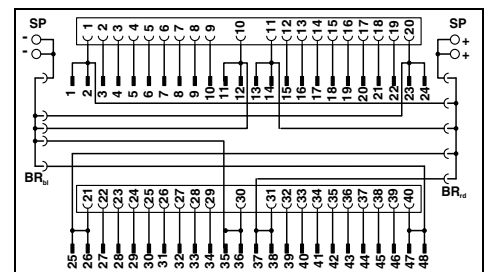 SP SP
1 2 3 4 5 6 7 8 9 10 11 12 13 14 15 16 17 18 19 20
- +
- +
1 2 3 4 5 6 7 8 9 10 11 12 13 14 15 16 17 18 19 20 21 22 23 24
BRbl BRrd
21 22 23 24 25 26 27 28 29 30 31 32 33 34 35 36 37 38 39 40
25 26 27 28 29 30 31 32 33 34 35 36 37 38 39 40 41 42 43 44 45 46 47 48